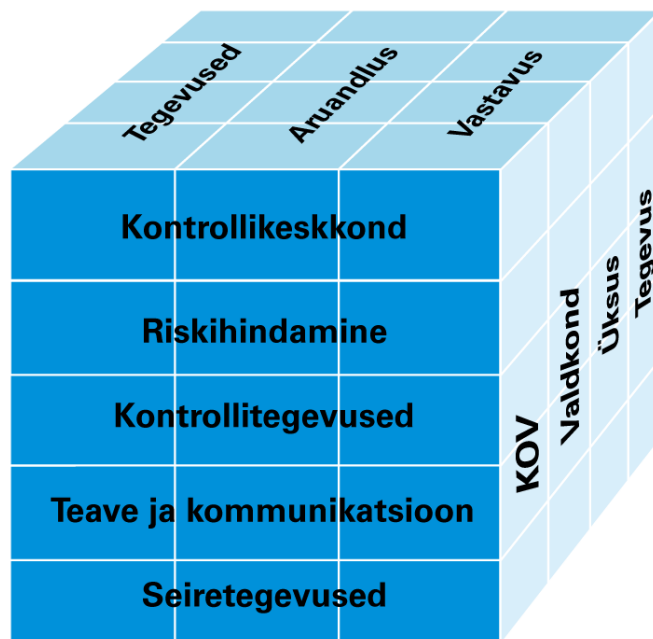 Tegevused
Aruandlus
Vastavus
Kontrollikeskkond
Riskihindamine
Kontrollitegevused
Teave ja kommunikatsioon
Seiretegevused
KOV
Valdkond
Üksus
Tegevus